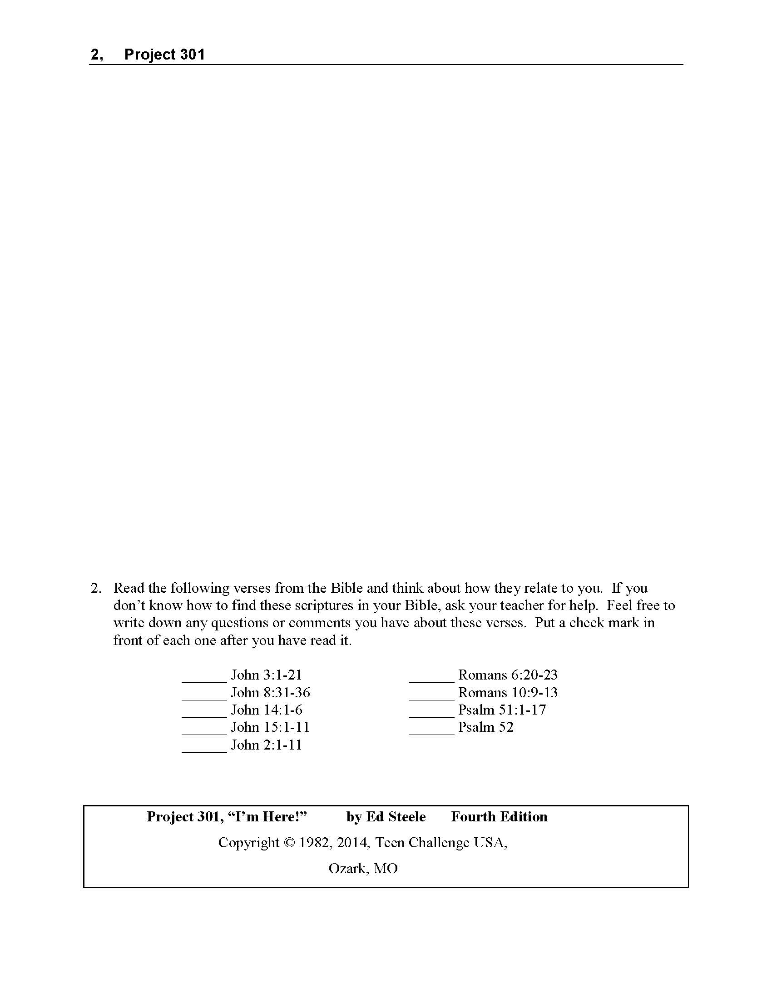 2, Project 301
2. Read the following verses from the Bible and think about how they relate to you. If you
don’t know how to find these scriptures in your Bible, ask your teacher for help. Feel free to
write down any questions or comments you have about these verses. Put a check mark in
front of each one after you have read it.
______ John 3:1-21 ______ Romans 6:20-23
______ John 8:31-36 ______ Romans 10:9-13
______ John 14:1-6 ______ Psalm 51:1-17
______ John 15:1-11 ______ Psalm 52
______ John 2:1-11
Project 301, “I’m Here!” by Ed Steele Fourth Edition
Copyright © 1982, 2014, Teen Challenge USA,
Ozark, MO